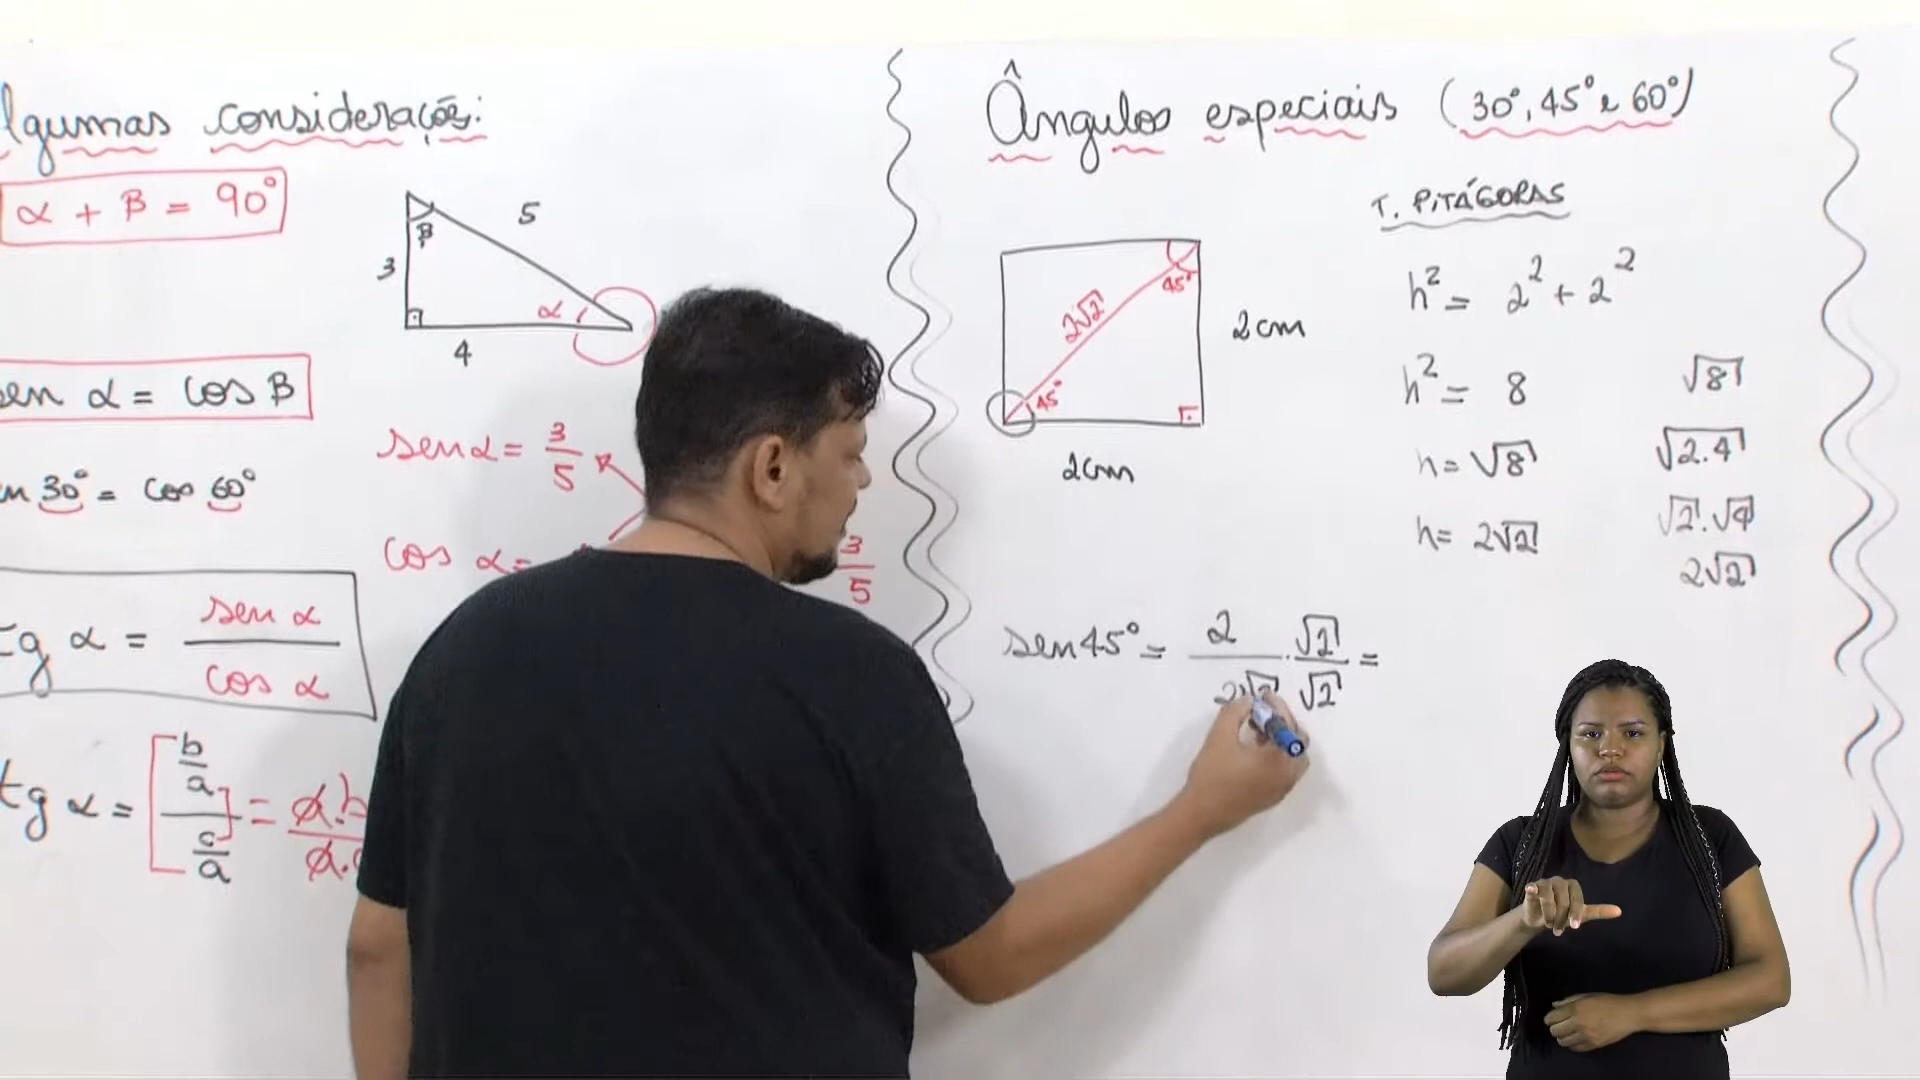 lgumas considerações:
α + β = 90°
β
5
3
α
4
sen α = cos β
sen α = 3/5
30° = cos 60°
cos α =
3/5
tg α = sen α / cos α
tg α = [b/a / c/a] = a.b / a.
Ângulos especiais (30°, 45° e 60°)
T. PITÁGORAS
45°
2√2
2cm
45°
2cm
h² = 2² + 2²
h² = 8
h = √8
h = 2√2
√8
√2.4
√2.√4
2√2
sen 45° = 2/2√2 . √2/√2 =